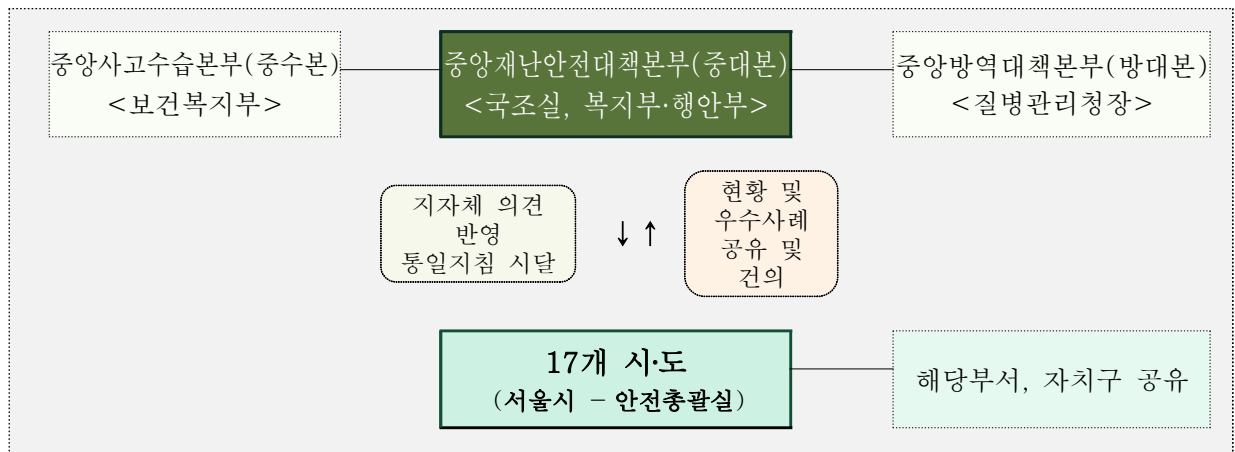 중앙사고수습본부(중수본)
<보건복지부>
중앙재난안전대책본부(중대본)
<국조실, 복지부·행안부>
중앙방역대책본부(방대본)
<질병관리청장>
지자체 의견
반영
통일지침 시달
↓ ↑
현황 및
우수사례
공유 및
건의
17개 시·도
(서울시 - 안전총괄실)
해당부서, 자치구 공유